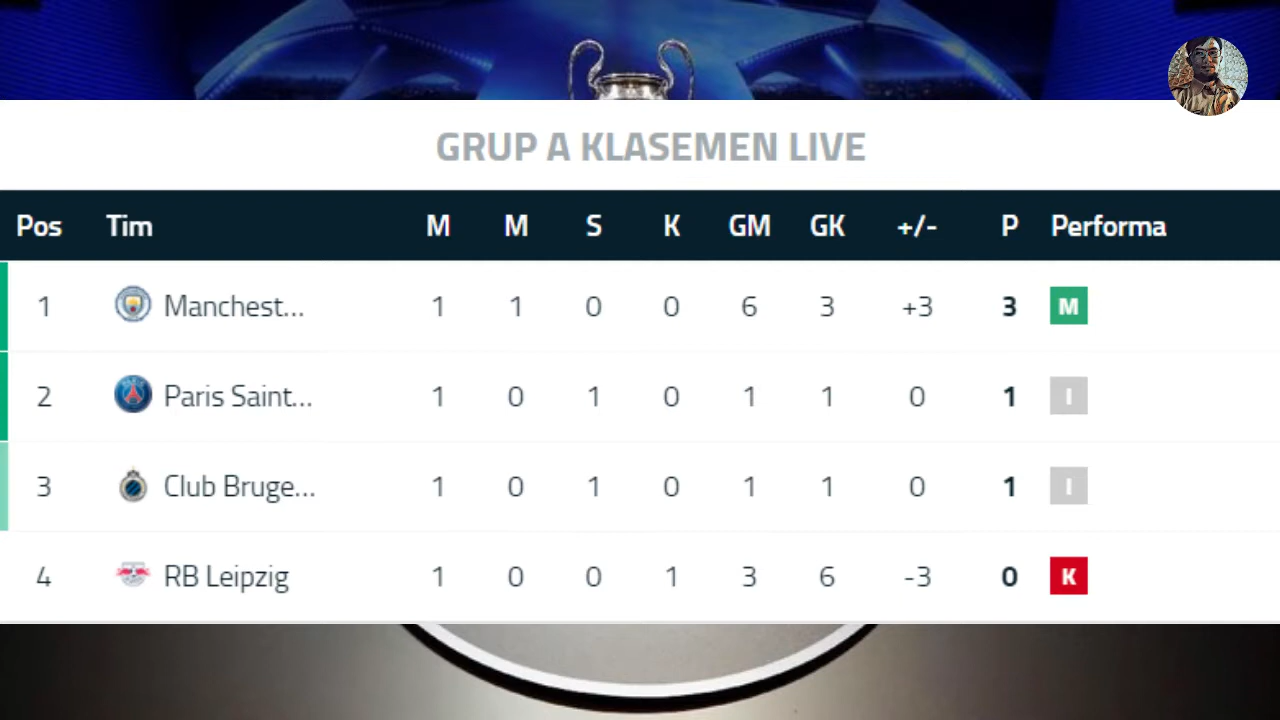 GRUP A KLASEMEN LIVE
Pos Tim M M S K GM GK +/- P Performa
1 Manchest... 1 1 0 0 6 3 +3 3 M
2 Paris Saint... 1 0 1 0 1 1 0 1 I
3 Club Bruge... 1 0 1 0 1 1 0 1 I
4 RB Leipzig 1 0 0 1 3 6 -3 0 K